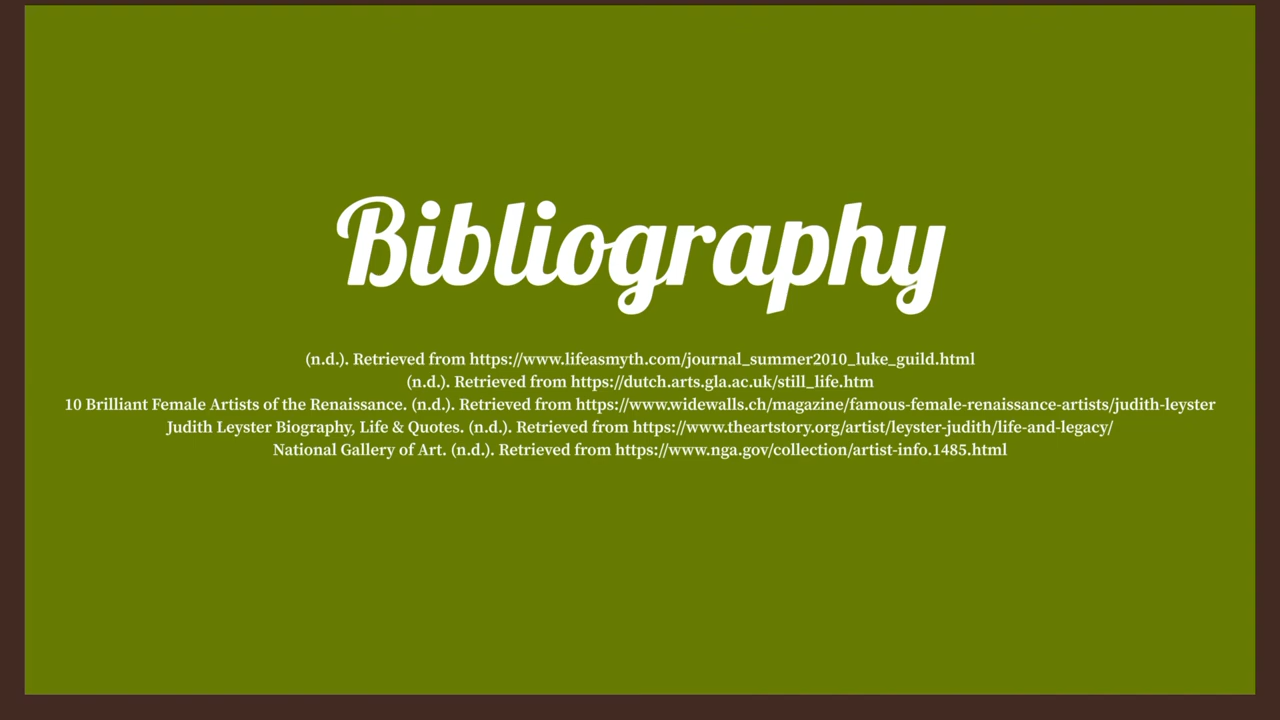 Bibliography
(n.d.). Retrieved from https://www.lifeasmyth.com/journal_summer2010_luke_guild.html
(n.d.). Retrieved from https://dutch.arts.gla.ac.uk/still_life.htm
10 Brilliant Female Artists of the Renaissance. (n.d.). Retrieved from https://www.widewalls.ch/magazine/famous-female-renaissance-artists/judith-leyster
Judith Leyster Biography, Life & Quotes. (n.d.). Retrieved from https://www.theartstory.org/artist/leyster-judith/life-and-legacy/
National Gallery of Art. (n.d.). Retrieved from https://www.nga.gov/collection/artist-info.1485.html